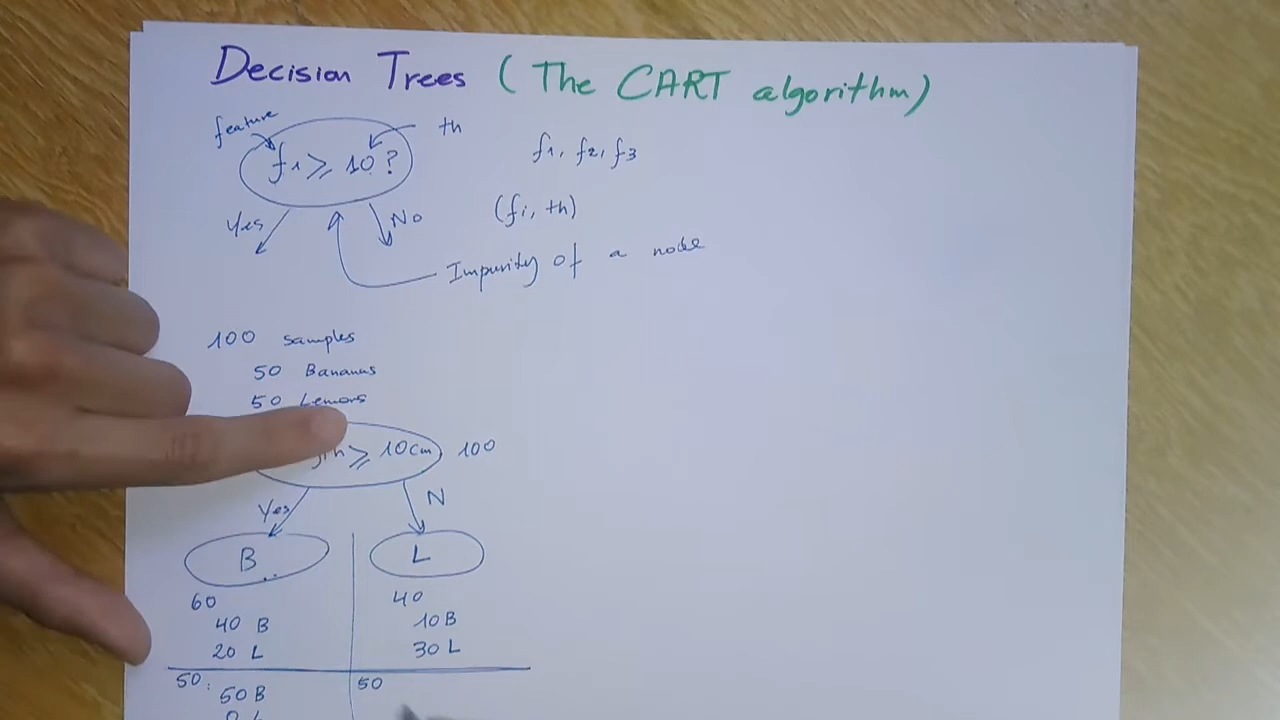 Decision Trees (The CART algorithm)
feature
th
f1 ≥ 10 ?
f1, f2, f3
Yes
No
(fi, th)
Impurity of a node
100 samples
50 Bananas
50 Lemons
≥ 10cm 100
Yes
N
B
L
60
40
40 B
10 B
20 L
30 L
50:
50
50 B
0 L